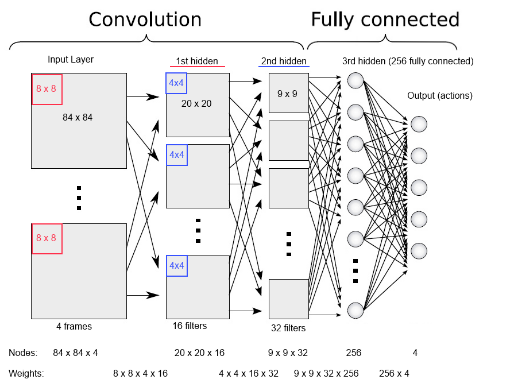 Convolution
Fully connected
Input Layer
1st hidden
2nd hidden
3rd hidden (256 fully connected)
Output (actions)
8 x 8
84 x 84
4x4
20 x 20
9 x 9
4x4
8 x 8
4x4
4 frames
16 filters
32 filters
Nodes: 84 x 84 x 4 20 x 20 x 16 9 x 9 x 32 256 4
Weights: 8 x 8 x 4 x 16 4 x 4 x 16 x 32 9 x 9 x 32 x 256 256 x 4